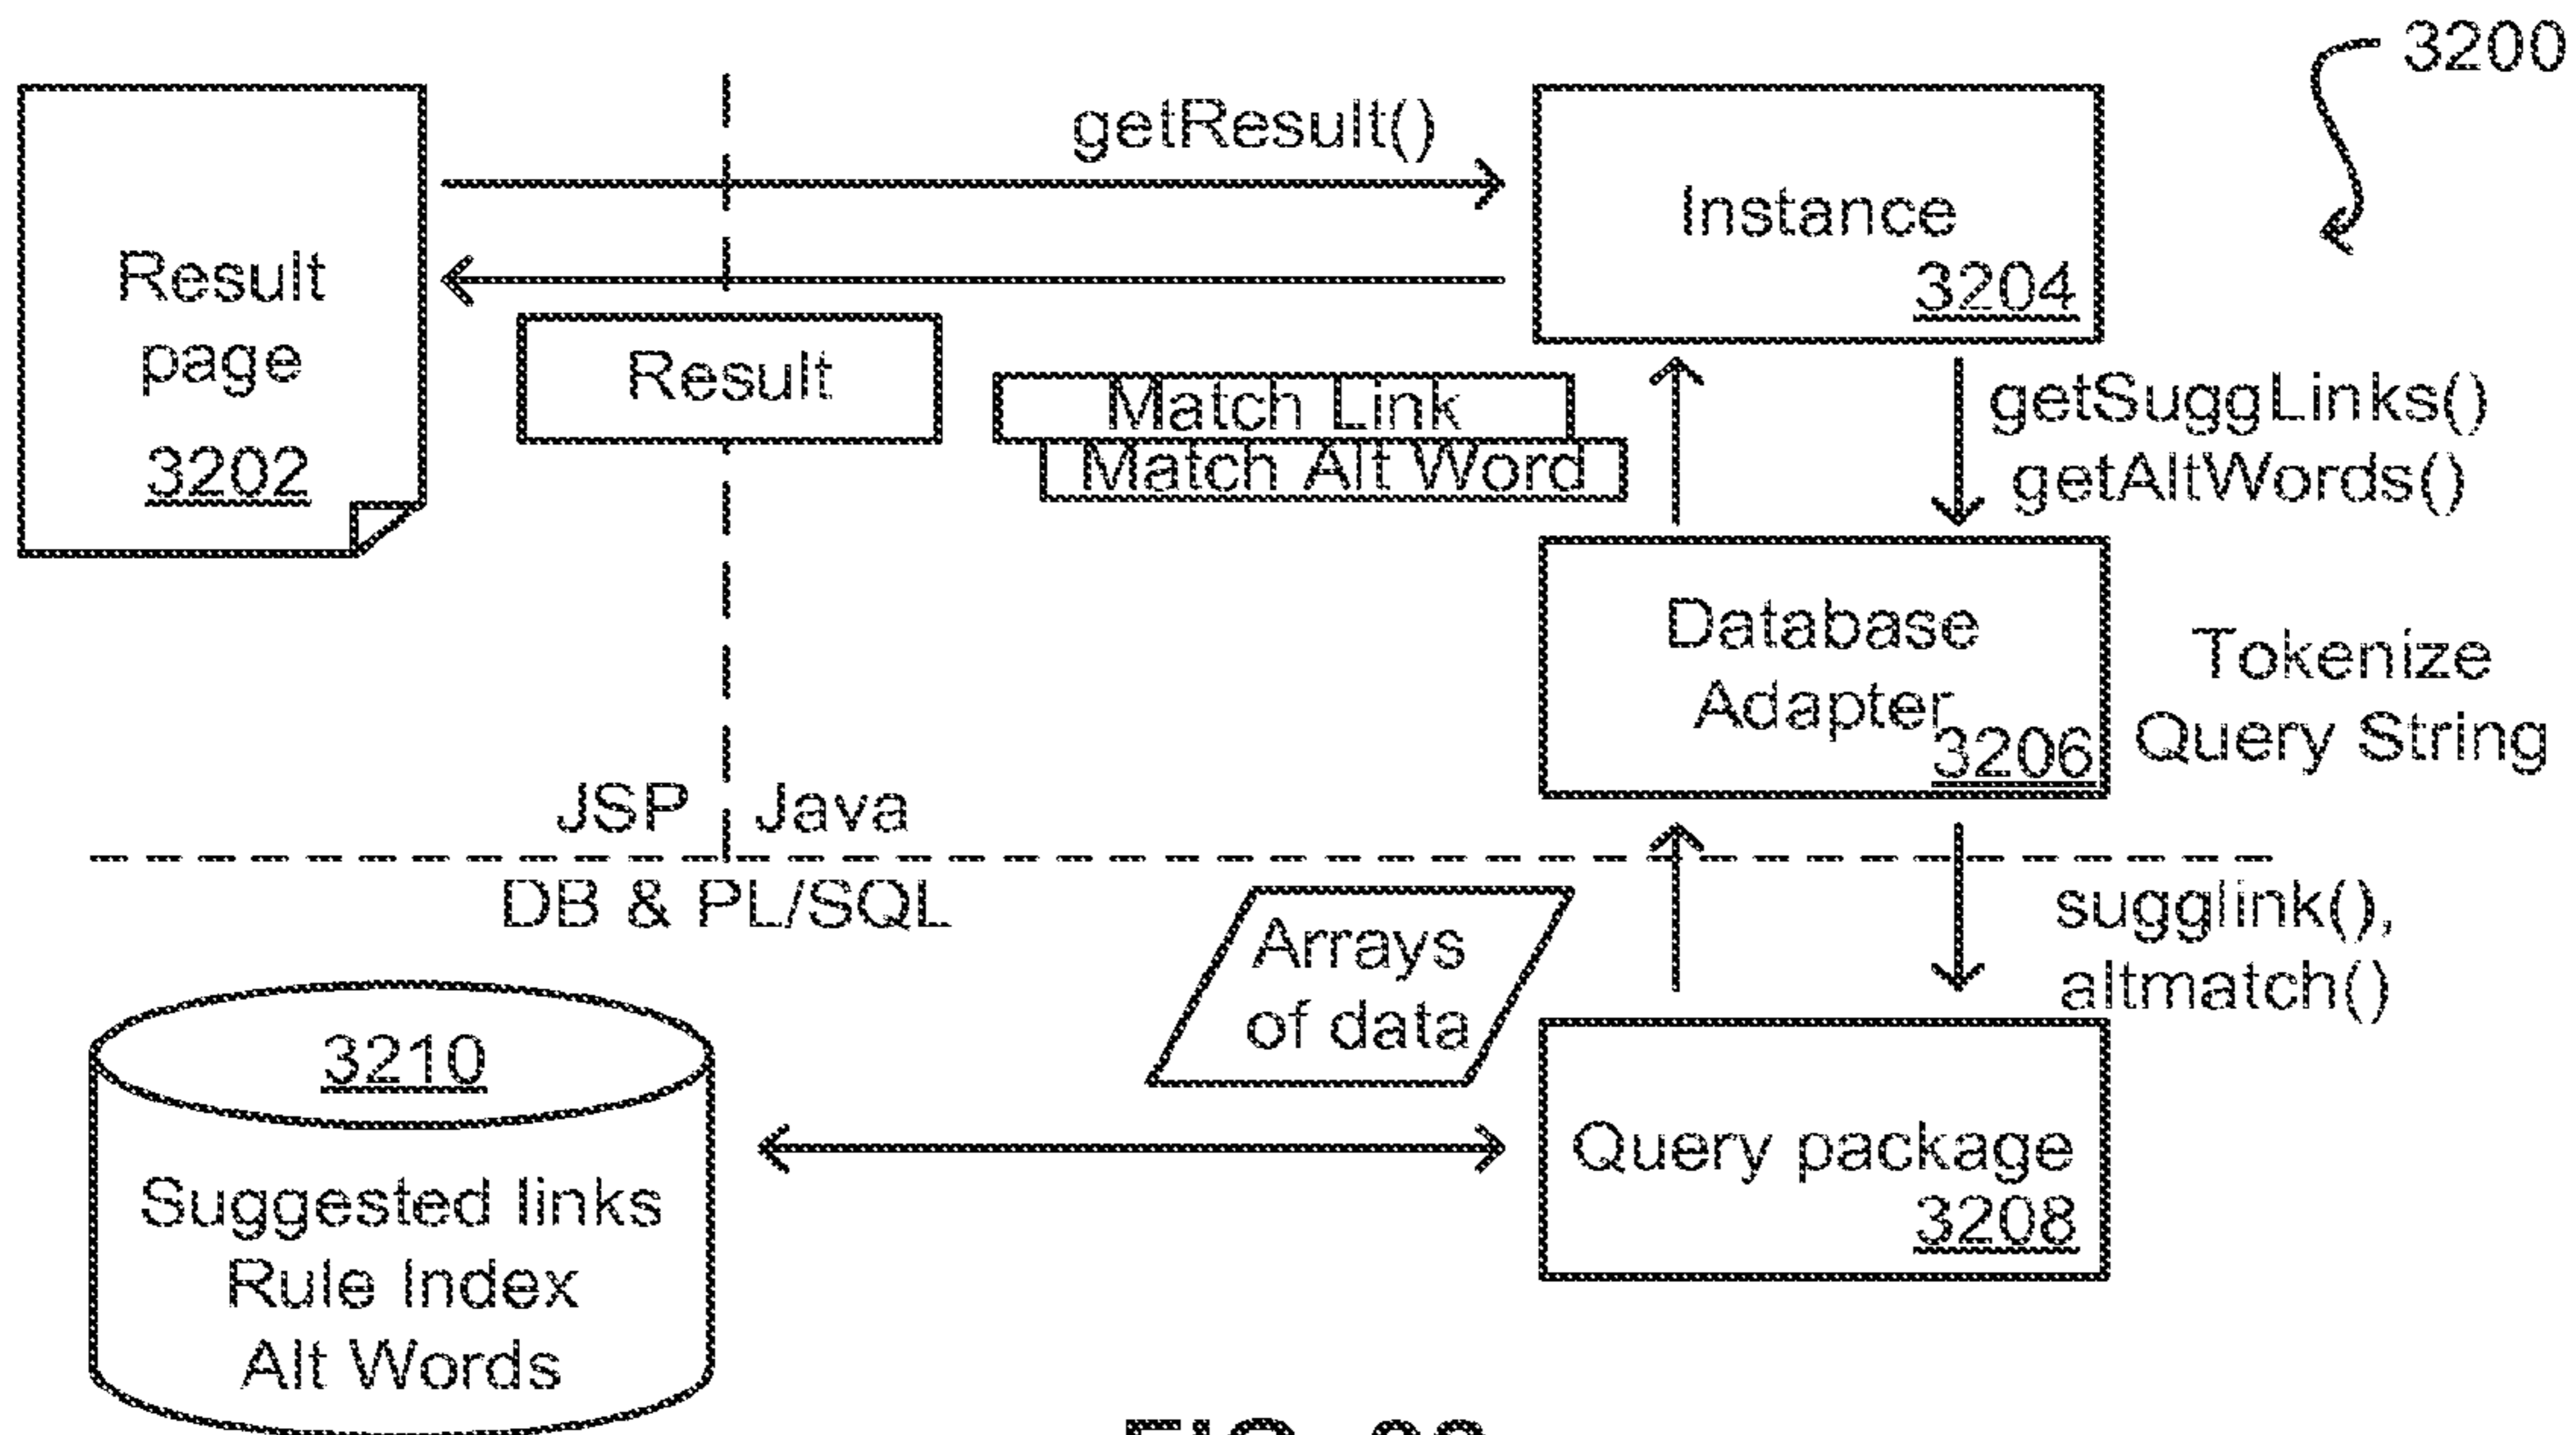 3200
getResult()
Result
page
3202
Instance
3204
Result
Match Link
Match Alt Word
getSuggLinks()
getAltWords()
Database
Adapter
3206
Tokenize
Query String
JSP
Java
DB & PL/SQL
Arrays
of data
sugglink(),
altmatch()
3210
Suggested links
Rule Index
Alt Words
Query package
3208
FIG.